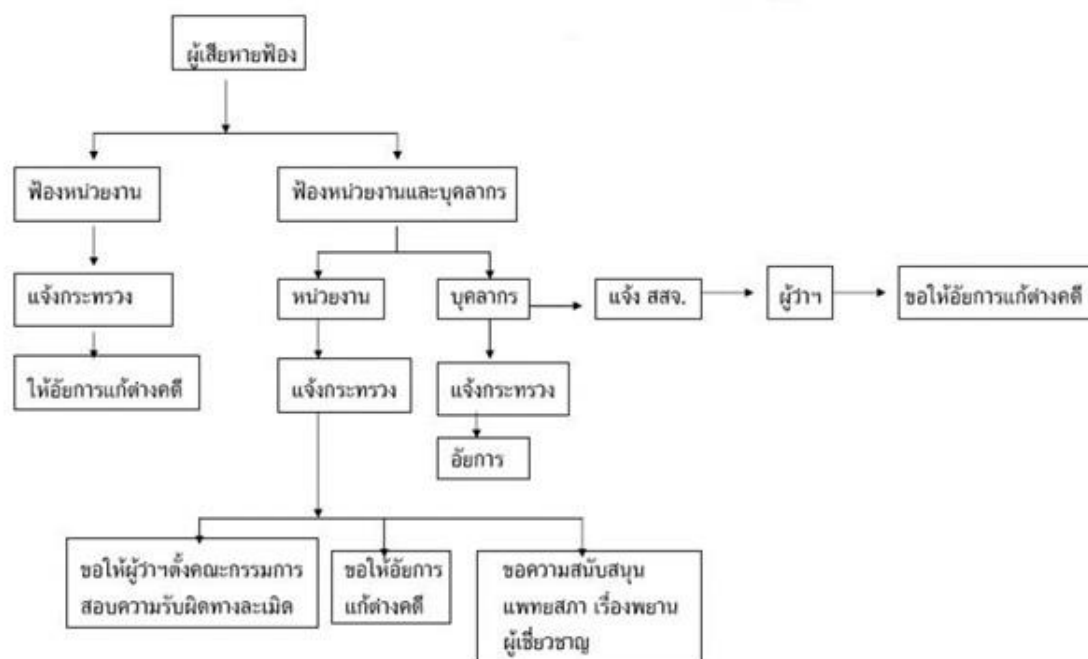 ผู้เสียหายฟ้อง
ฟ้องหน่วยงาน
ฟ้องหน่วยงานและบุคลากร
แจ้งกระทรวง
หน่วยงาน
บุคลากร
แจ้ง สสจ.
ผู้ว่าฯ
ขอให้อัยการแก้ต่างคดี
ให้อัยการแก้ต่างคดี
แจ้งกระทรวง
แจ้งกระทรวง
อัยการ
ขอให้ผู้ว่าฯตั้งคณะกรรมการ
สอบความรับผิดทางละเมิด
ขอให้อัยการ
แก้ต่างคดี
ขอความสนับสนุน
แพทยสภา เรื่องพยาน
ผู้เชี่ยวชาญ